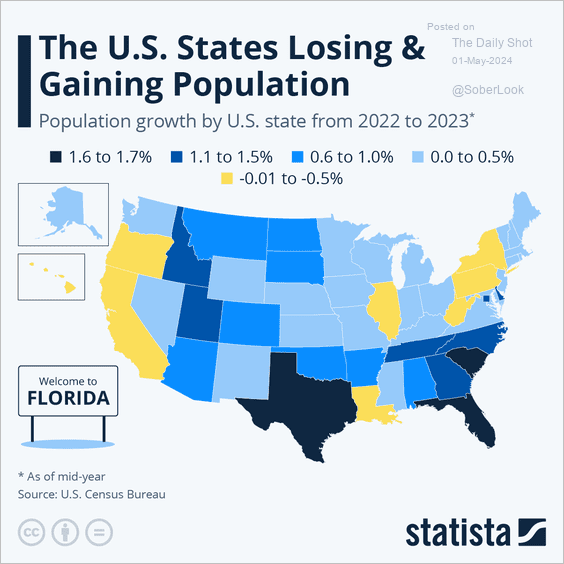 Posted on
The Daily Shot
01-May-2024
@SoberLook
The U.S. States Losing &
Gaining Population
Population growth by U.S. state from 2022 to 2023*
1.6 to 1.7% 1.1 to 1.5% 0.6 to 1.0% 0.0 to 0.5%
-0.01 to -0.5%
Welcome to
FLORIDA
* As of mid-year
Source: U.S. Census Bureau
cc =
statista